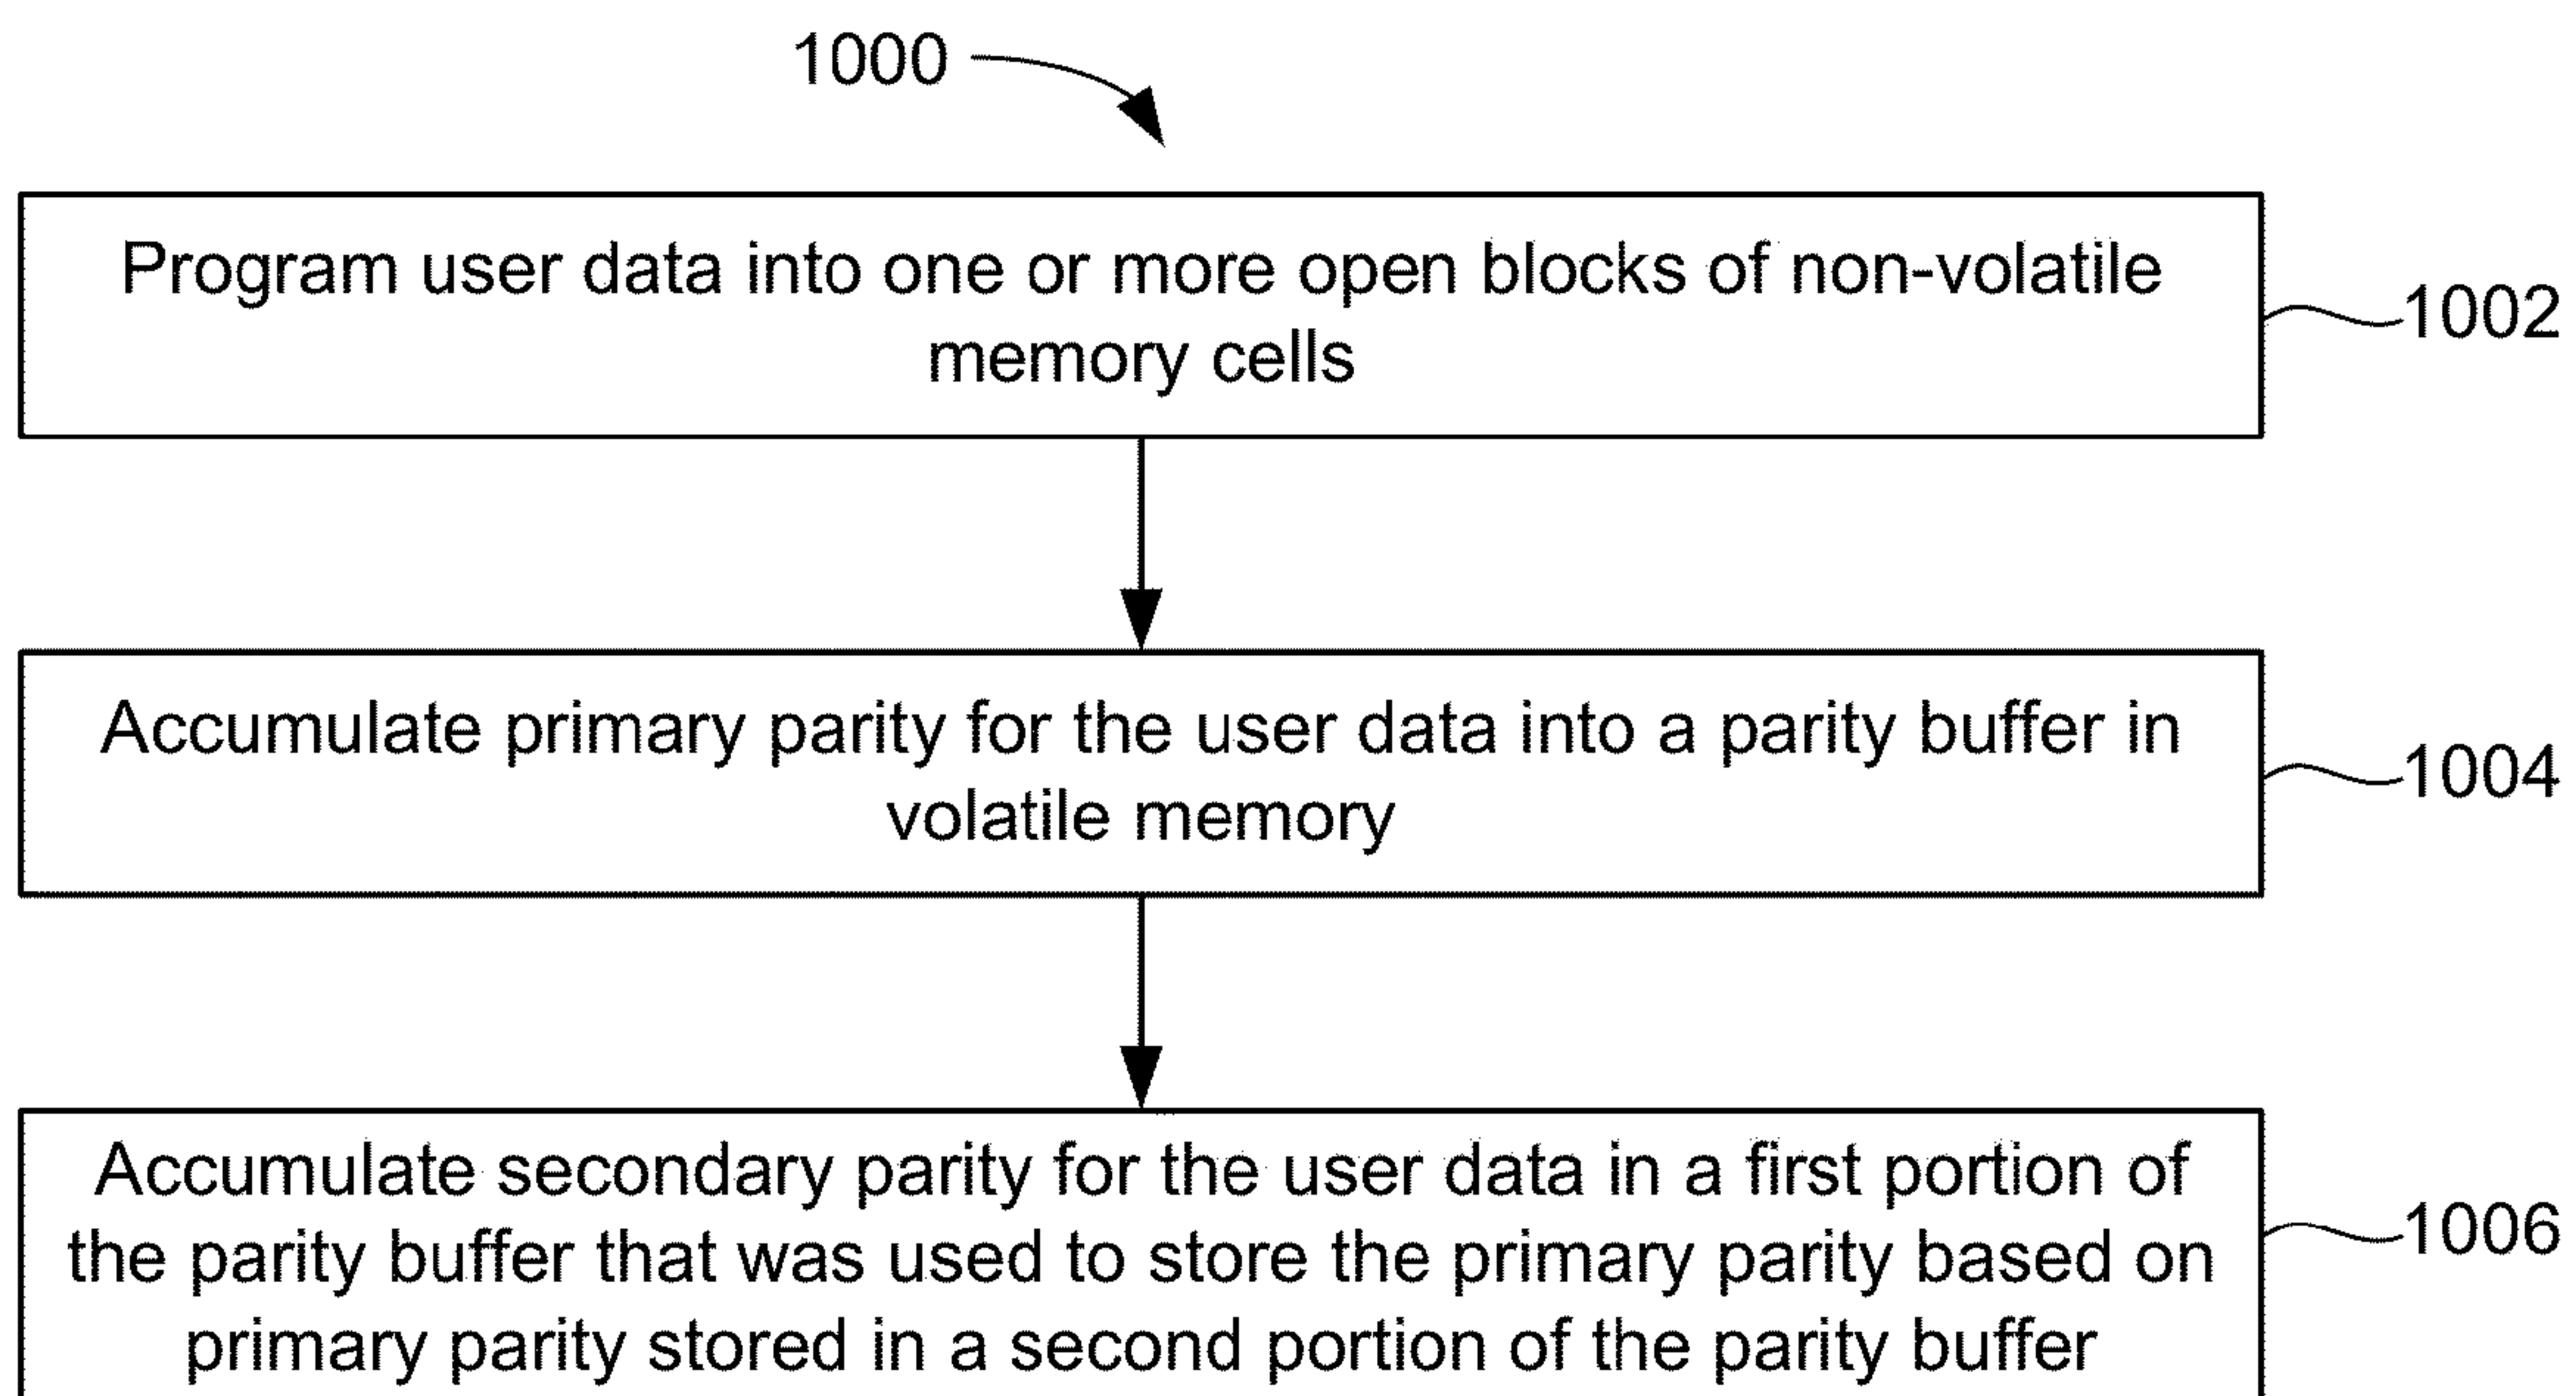 1000
Program user data into one or more open blocks of non-volatile
memory cells
1002
Accumulate primary parity for the user data into a parity buffer in
volatile memory
1004
Accumulate secondary parity for the user data in a first portion of
the parity buffer that was used to store the primary parity based on
primary parity stored in a second portion of the parity buffer
1006